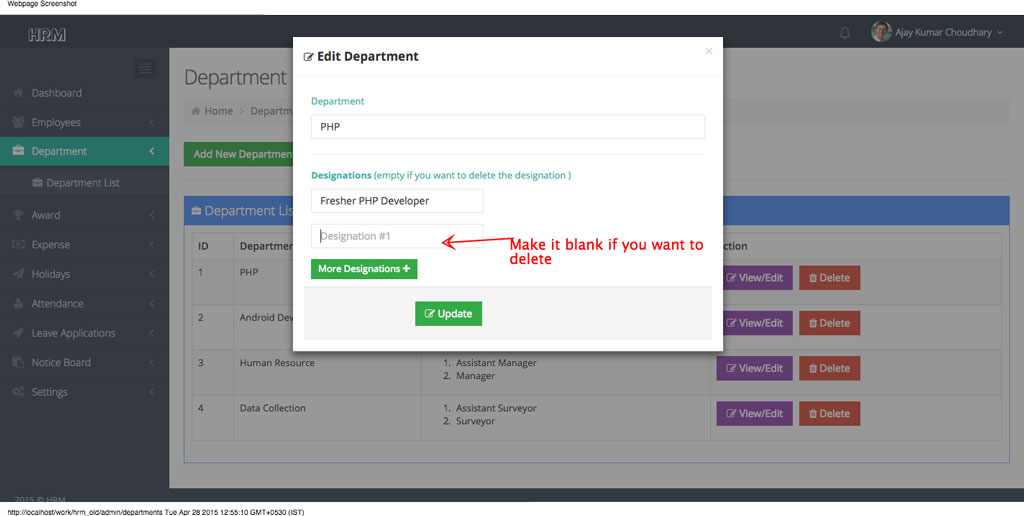 Webpage Screenshot
HRM
Ajay Kumar Choudhary
Edit Department
×
Department
Home › Departm
Dashboard
Employees
Department
Department List
Award
Expense
Holidays
Attendance
Leave Applications
Notice Board
Settings
Add New Department
Department
PHP
Designations (empty if you want to delete the designation )
Fresher PHP Developer
Designation #1
Make it blank if you want to
delete
More Designations +
Update
Department Lis
ID Departmen ction
1 PHP View/Edit Delete
2 Android Dev View/Edit Delete
3 Human Resource 1. Assistant Manager View/Edit Delete
2. Manager
4 Data Collection 1. Assistant Surveyor View/Edit Delete
2. Surveyor
2015 © HRM
http://localhost/work/hrm_old/admin/departments Tue Apr 28 2015 12:55:10 GMT+0530 (IST)